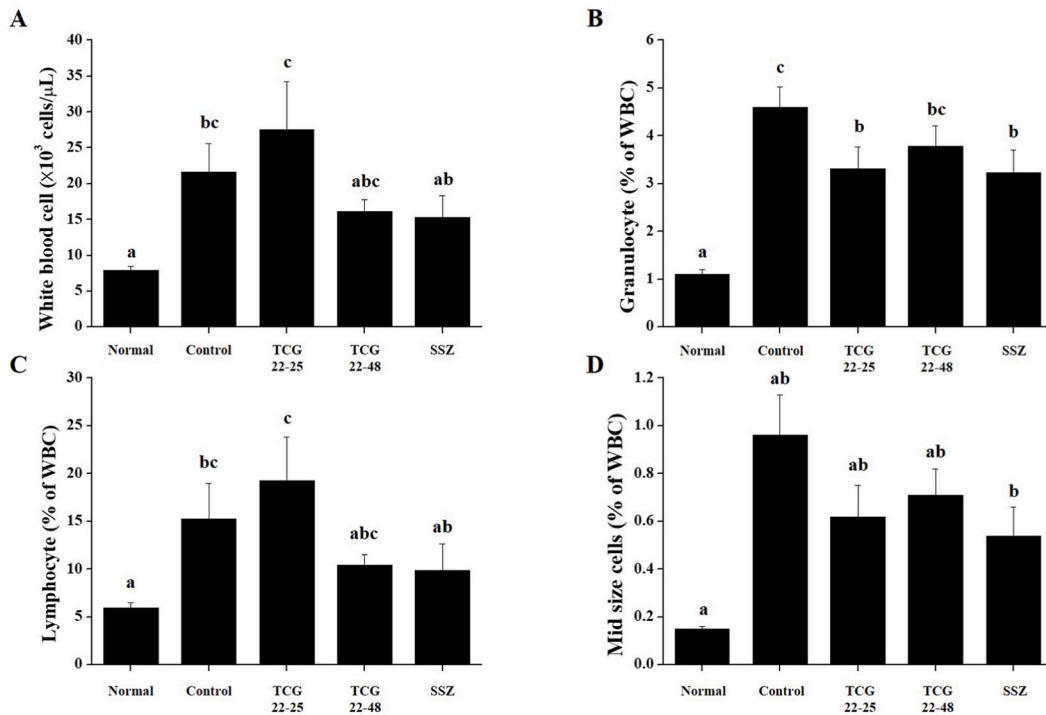 A
White blood cell (×10³ cells/μL)
40
35
30
25
20
15
10
5
0
a
bc
c
abc
ab
Normal
Control
TCG
22-25
TCG
22-48
SSZ
B
Granulocyte (% of WBC)
6
5
4
3
2
1
0
a
c
b
bc
b
Normal
Control
TCG
22-25
TCG
22-48
SSZ
C
Lymphocyte (% of WBC)
30
25
20
15
10
5
0
a
bc
c
abc
ab
Normal
Control
TCG
22-25
TCG
22-48
SSZ
D
Mid size cells (% of WBC)
1.2
1.0
0.8
0.6
0.4
0.2
0.0
a
ab
ab
ab
b
Normal
Control
TCG
22-25
TCG
22-48
SSZ